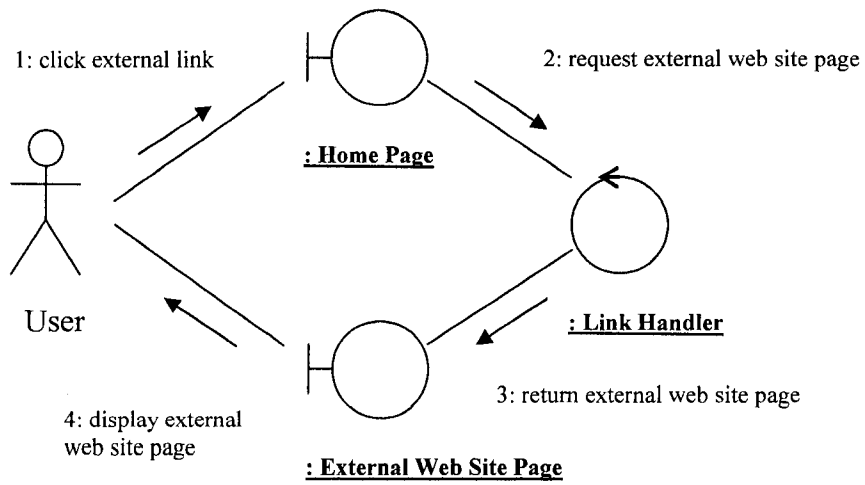 1: click external link
2: request external web site page
: Home Page
User
: Link Handler
3: return external web site page
4: display external
web site page
: External Web Site Page